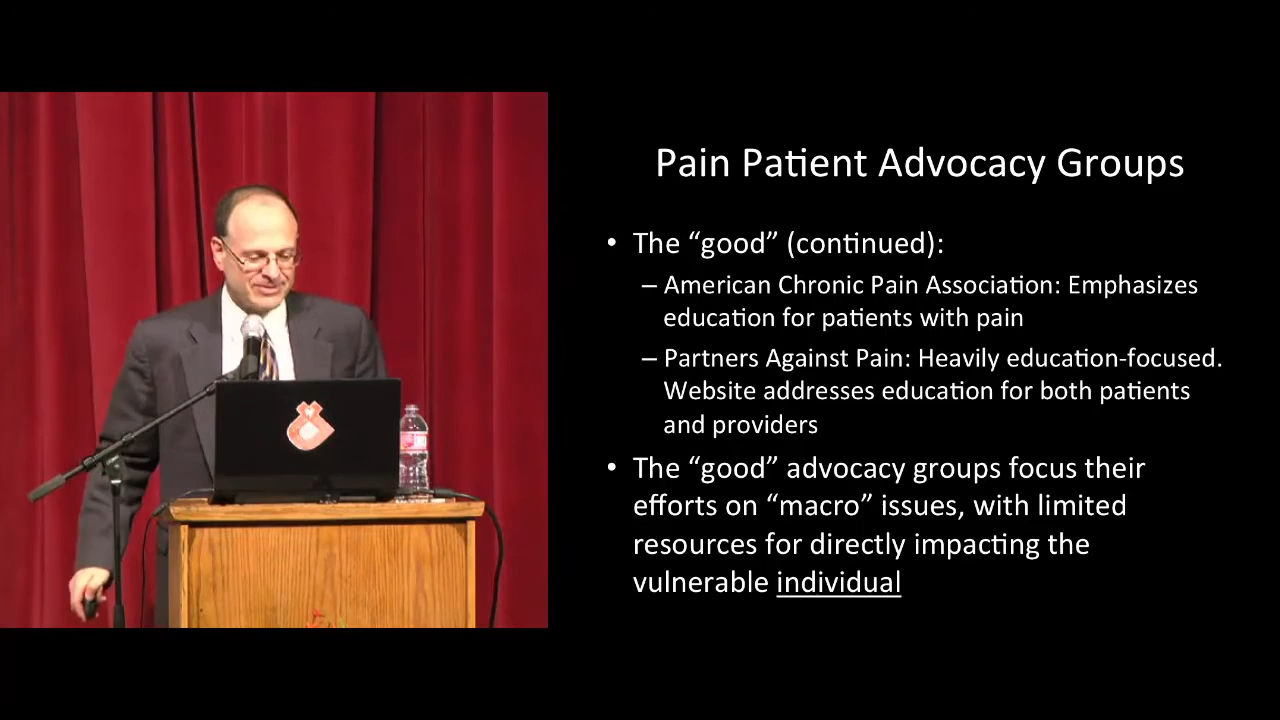 Pain Patient Advocacy Groups
• The “good” (continued):
– American Chronic Pain Association: Emphasizes
education for patients with pain
– Partners Against Pain: Heavily education-focused.
Website addresses education for both patients
and providers
• The “good” advocacy groups focus their
efforts on “macro” issues, with limited
resources for directly impacting the
vulnerable individual